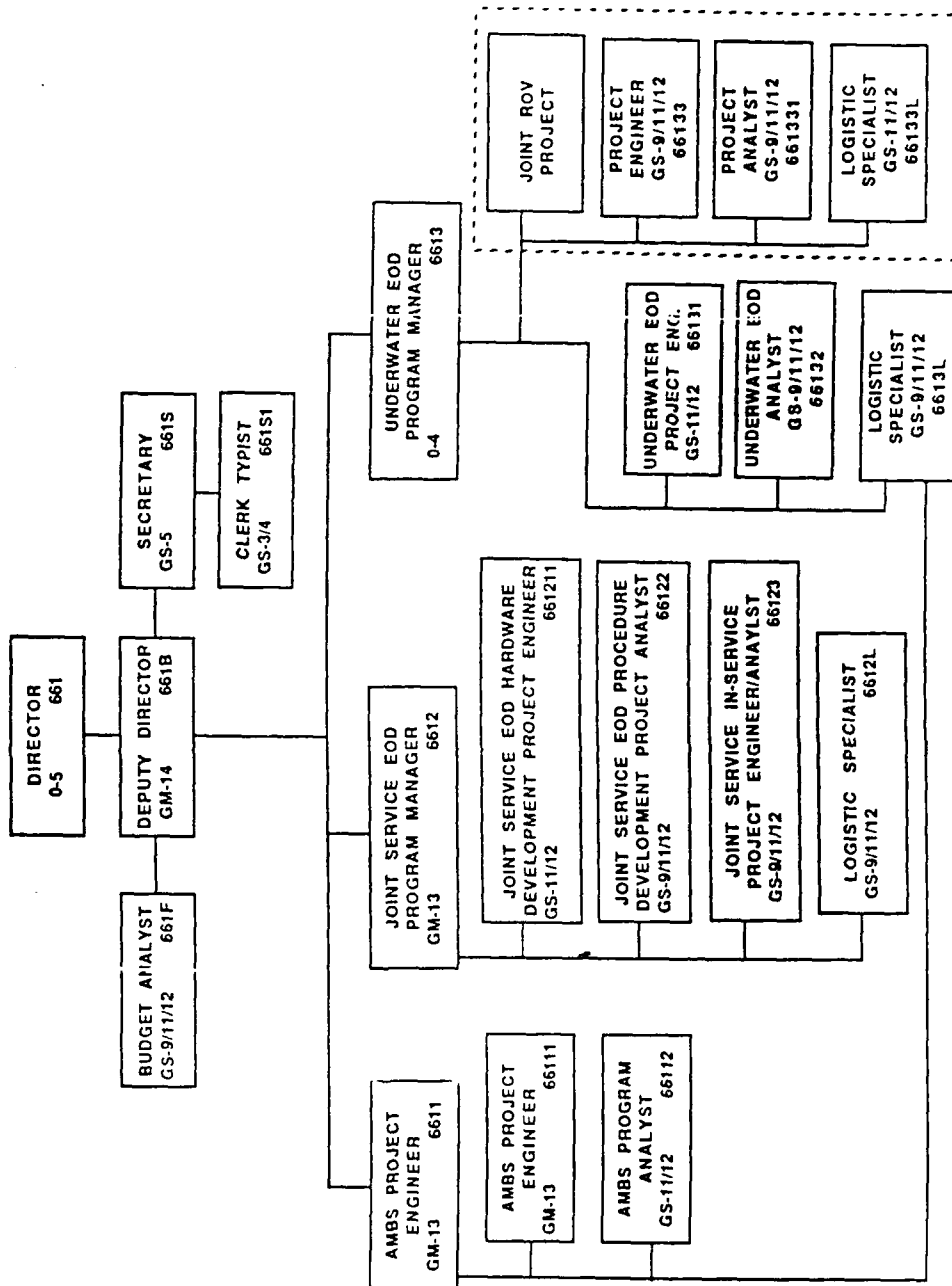 DIRECTOR
0-5 661
BUDGET ANALYST
GS-9/11/12 661F
DEPUTY DIRECTOR
GM-14 661B
SECRETARY
GS-5 661S
CLERK TYPIST
GS-3/4 661S1
AMBS PROJECT
ENGINEER
GM-13 6611
AMBS PROJECT
ENGINEER
GM-13 66111
AMBS PROGRAM
ANALYST
GS-11/12 66112
JOINT SERVICE EOD
PROGRAM MANAGER
GM-13 6612
JOINT SERVICE EOD HARDWARE
DEVELOPMENT PROJECT ENGINEER
GS-11/12 661211
JOINT SERVICE EOD PROCEDURE
DEVELOPMENT PROJECT ANALYST
GS-9/11/12 66122
JOINT SERVICE IN-SERVICE
PROJECT ENGINEER/ANAYLST
GS-9/11/12 66123
LOGISTIC SPECIALIST
GS-9/11/12 6612L
UNDERWATER EOD
PROGRAM MANAGER
0-4 6613
UNDERWATER EOD
PROJECT ENG.
GS-11/12 66131
UNDERWATER EOD
ANALYST
GS-9/11/12
66132
LOGISTIC
SPECIALIST
GS-9/11/12
6613L
JOINT ROV
PROJECT
PROJECT
ENGINEER
GS-9/11/12
66133
PROJECT
ANALYST
GS-9/11/12
661331
LOGISTIC
SPECIALIST
GS-11/12
66133L